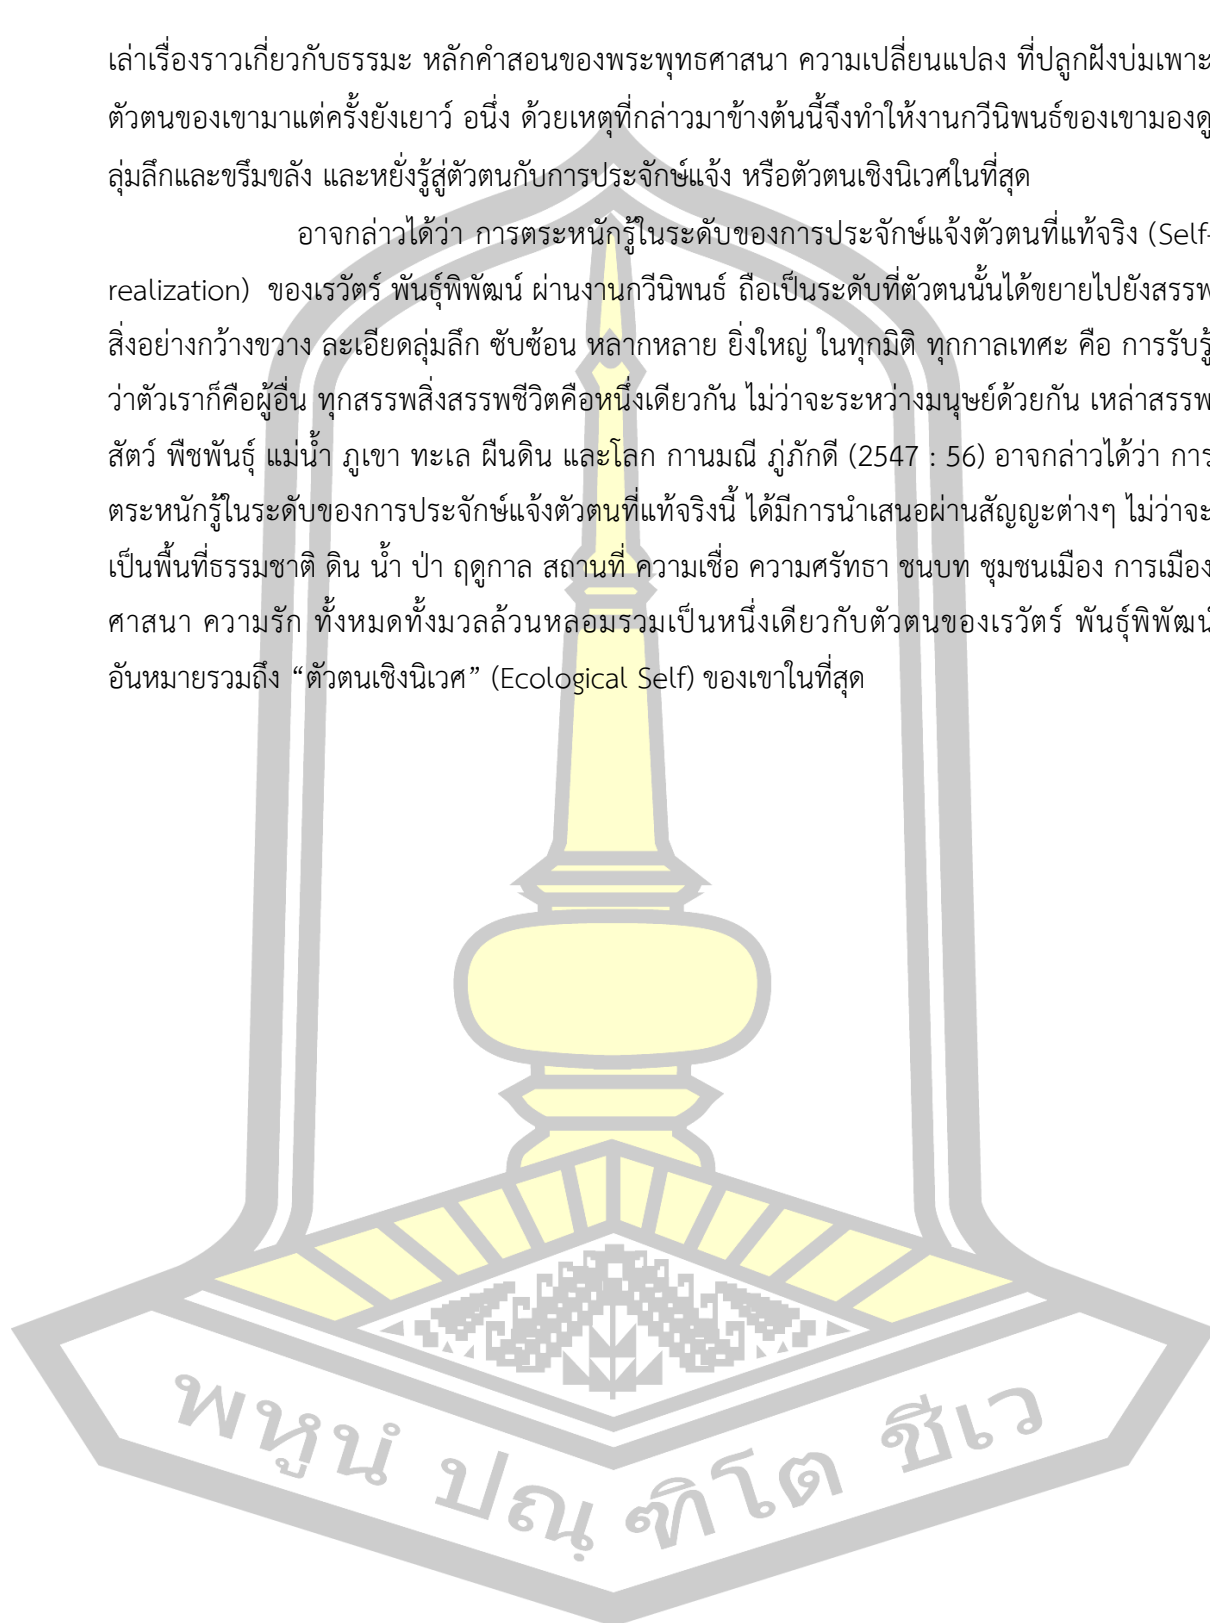 เล่าเรื่องราวเกี่ยวกับธรรมะ หลักคำสอนของพระพุทธศาสนา ความเปลี่ยนแปลง ที่ปลูกฝังบ่มเพาะ
ตัวตนของเขามาแต่ครั้งยังเยาว์ อนึ่ง ด้วยเหตุที่กล่าวมาข้างต้นนี้จึงทำให้งานกวีนิพนธ์ของเขามองดู
ลุ่มลึกและขรึมขลัง และหยั่งรู้สู่ตัวตนกับการประจักษ์แจ้ง หรือตัวตนเชิงนิเวศในที่สุด
อาจกล่าวได้ว่า การตระหนักรู้ในระดับของการประจักษ์แจ้งตัวตนที่แท้จริง (Self-
realization) ของเรวัตร์ พันธุ์พิพัฒน์ ผ่านงานกวีนิพนธ์ ถือเป็นระดับที่ตัวตนนั้นได้ขยายไปยังสรรพ
สิ่งอย่างกว้างขวาง ละเอียดลุ่มลึก ซับซ้อน หลากหลาย ยิ่งใหญ่ ในทุกมิติ ทุกกาลเทศะ คือ การรับรู้
ว่าตัวเราก็คือผู้อื่น ทุกสรรพสิ่งสรรพชีวิตคือหนึ่งเดียวกัน ไม่ว่าจะระหว่างมนุษย์ด้วยกัน เหล่าสรรพ
สัตว์ พืชพันธุ์ แม่น้ำ ภูเขา ทะเล ผืนดิน และโลก กานมณี ภู่ภักดี (2547 : 56) อาจกล่าวได้ว่า การ
ตระหนักรู้ในระดับของการประจักษ์แจ้งตัวตนที่แท้จริงนี้ ได้มีการนำเสนอผ่านสัญญะต่างๆ ไม่ว่าจะ
เป็นพื้นที่ธรรมชาติ ดิน น้ำ ป่า ฤดูกาล สถานที่ ความเชื่อ ความศรัทธา ชนบท ชุมชนเมือง การเมือง
ศาสนา ความรัก ทั้งหมดทั้งมวลล้วนหลอมรวมเป็นหนึ่งเดียวกับตัวตนของเรวัตร์ พันธุ์พิพัฒน์
อันหมายรวมถึง “ตัวตนเชิงนิเวศ” (Ecological Self) ของเขาในที่สุด
พหูนํ ปณฺฑิโต ชีเว